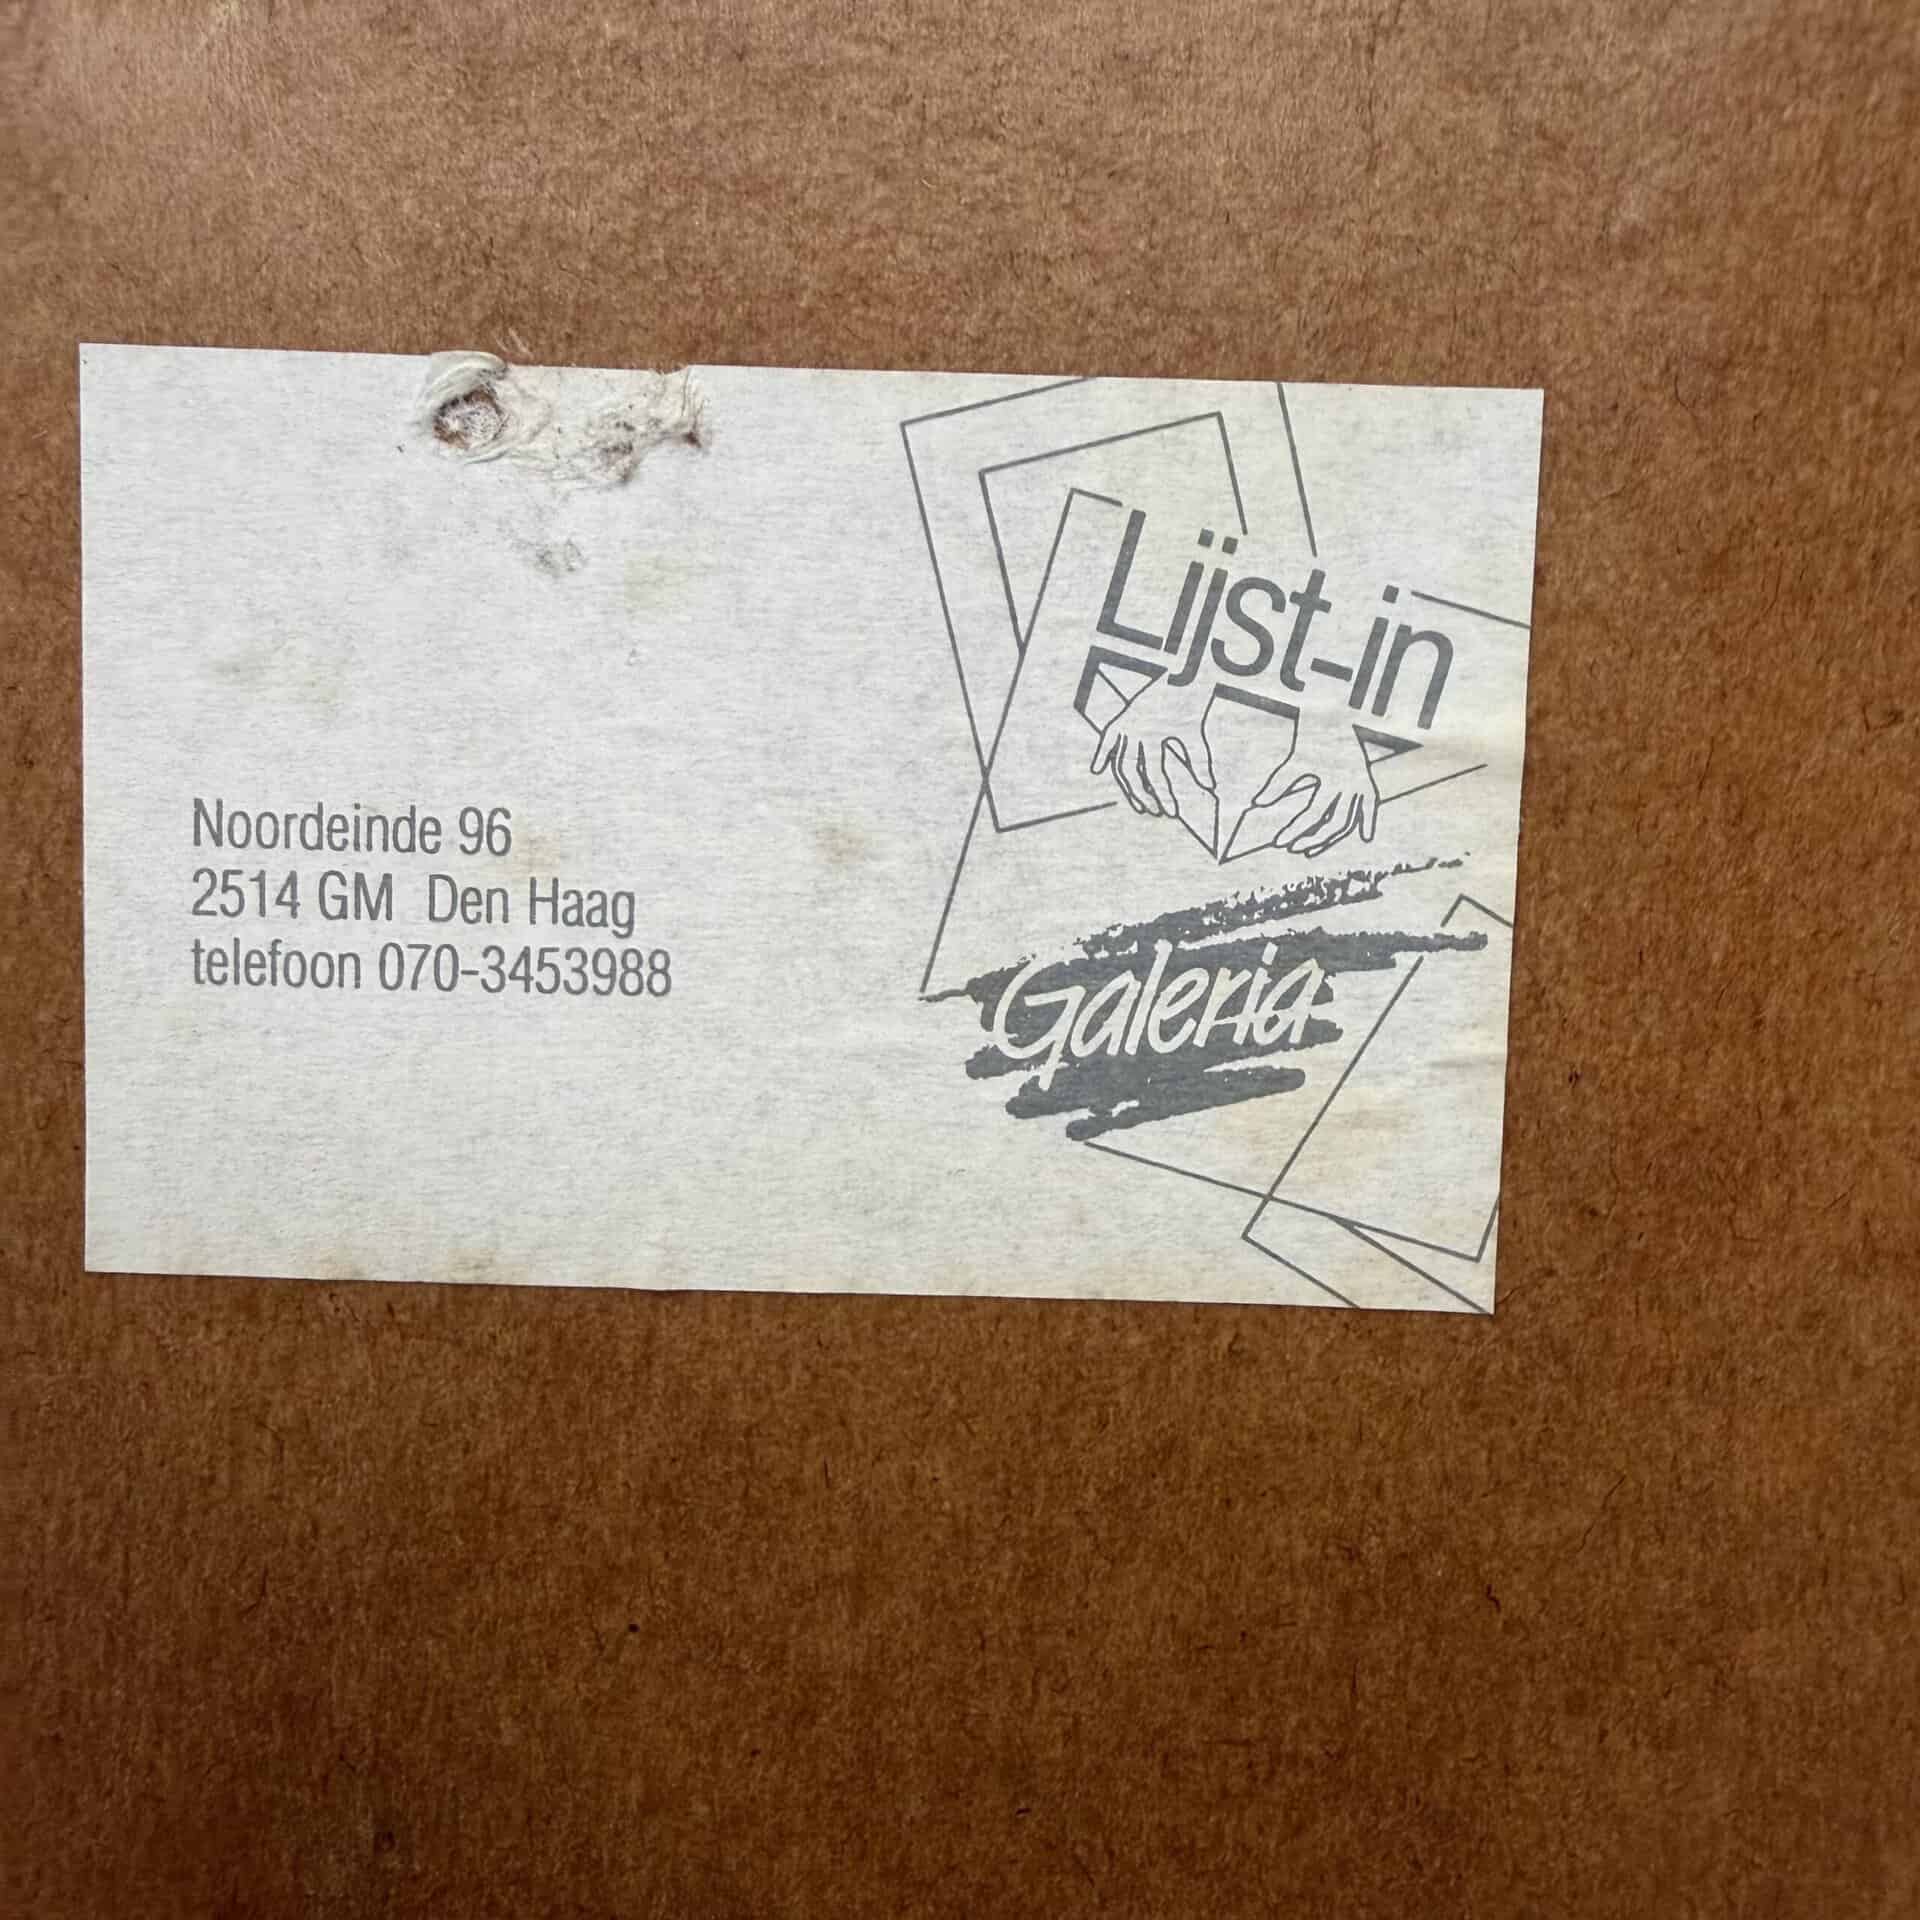 Lijst-in
Galeria
Noordeinde 96
2514 GM Den Haag
telefoon 070-3453988